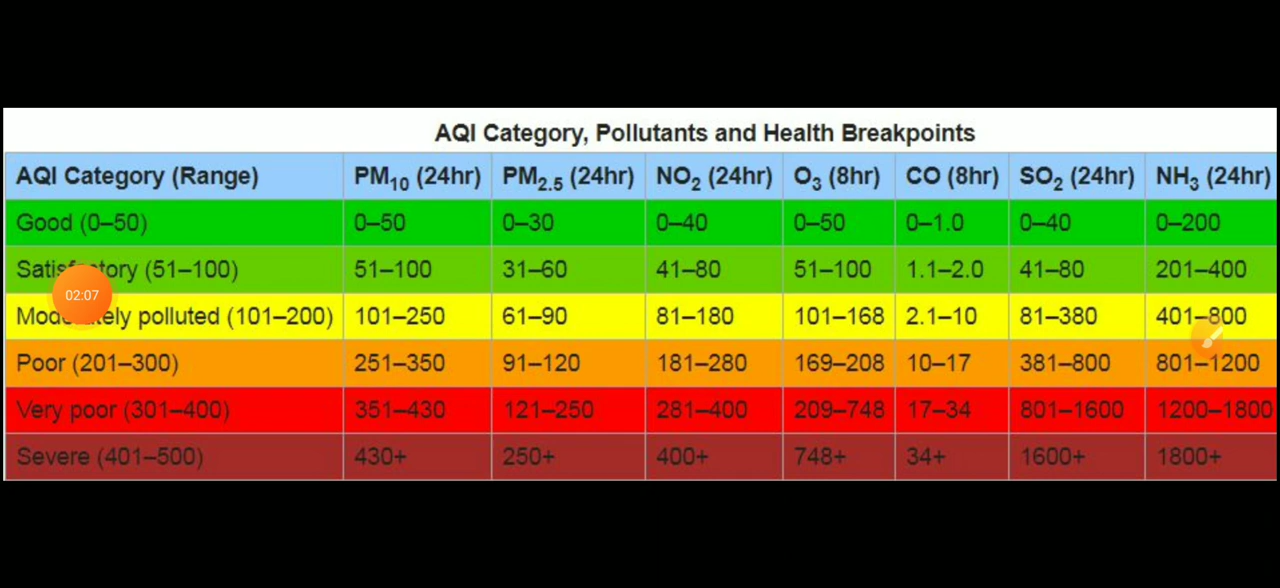 AQI Category, Pollutants and Health Breakpoints
AQI Category (Range) PM10 (24hr) PM2.5 (24hr) NO2 (24hr) O3 (8hr) CO (8hr) SO2 (24hr) NH3 (24hr)
Good (0–50) 0–50 0–30 0–40 0–50 0–1.0 0–40 0–200
Satisfactory (51–100) 51–100 31–60 41–80 51–100 1.1–2.0 41–80 201–400
02:07
Moderately polluted (101–200) 101–250 61–90 81–180 101–168 2.1–10 81–380 401–800
Poor (201–300) 251–350 91–120 181–280 169–208 10–17 381–800 801–1200
Very poor (301–400) 351–430 121–250 281–400 209–748 17–34 801–1600 1200–1800
Severe (401–500) 430+ 250+ 400+ 748+ 34+ 1600+ 1800+